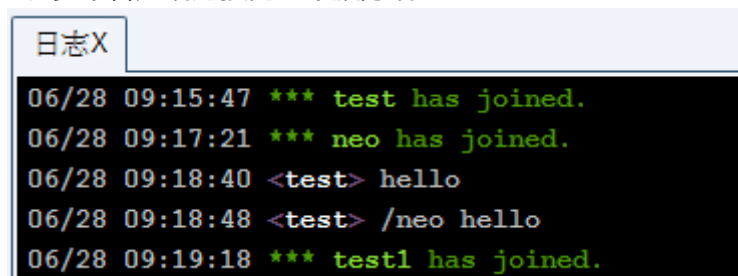 日志X
06/28 09:15:47 *** test has joined.
06/28 09:17:21 *** neo has joined.
06/28 09:18:40 <test> hello
06/28 09:18:48 <test> /neo hello
06/28 09:19:18 *** test1 has joined.